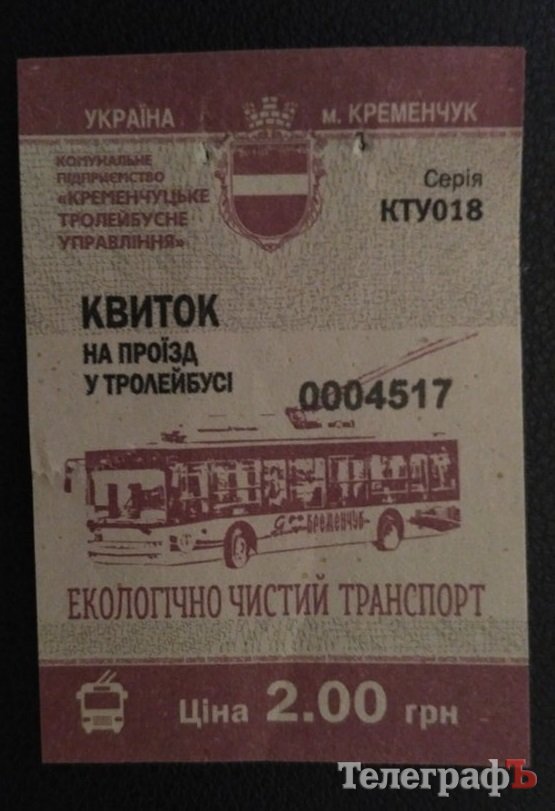 УКРАЇНА м. КРЕМЕНЧУК
КОМУНАЛЬНЕ
ПІДПРИЄМСТВО
«КРЕМЕНЧУЦЬКЕ
ТРОЛЕЙБУСНЕ
УПРАВЛІННЯ»
Серія
КТУ018
КВИТОК
НА ПРОЇЗД
У ТРОЛЕЙБУСІ
0004517
Кременчук
ЕКОЛОГІЧНО ЧИСТИЙ ТРАНСПОРТ
Ціна 2.00 грн
ТелеграфЪ